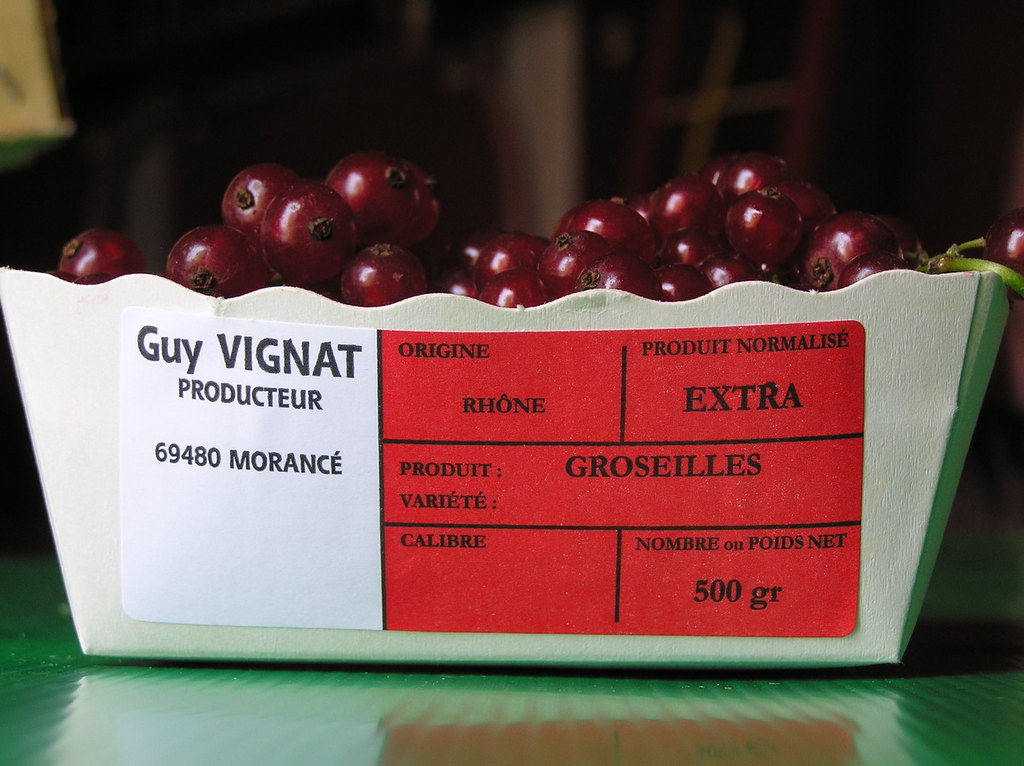 Guy VIGNAT
PRODUCTEUR
69480 MORANCÉ
ORIGINE
RHÔNE
PRODUIT NORMALISÉ
EXTRA
PRODUIT : GROSEILLES
VARIÉTÉ :
CALIBRE
NOMBRE ou POIDS NET
500 gr